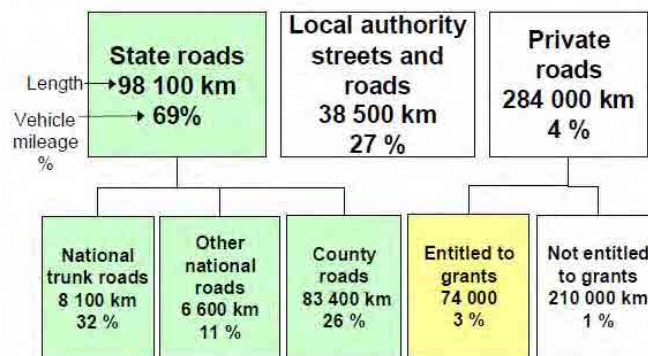 State roads
98 100 km
69%
Local authority
streets and
roads
38 500 km
27 %
Private
roads
284 000 km
4 %
Length
Vehicle
mileage
%
National
trunk roads
8 100 km
32 %
Other
national
roads
6 600 km
11 %
County
roads
83 400 km
26 %
Entitled to
grants
74 000
3 %
Not entitled
to grants
210 000 km
1 %